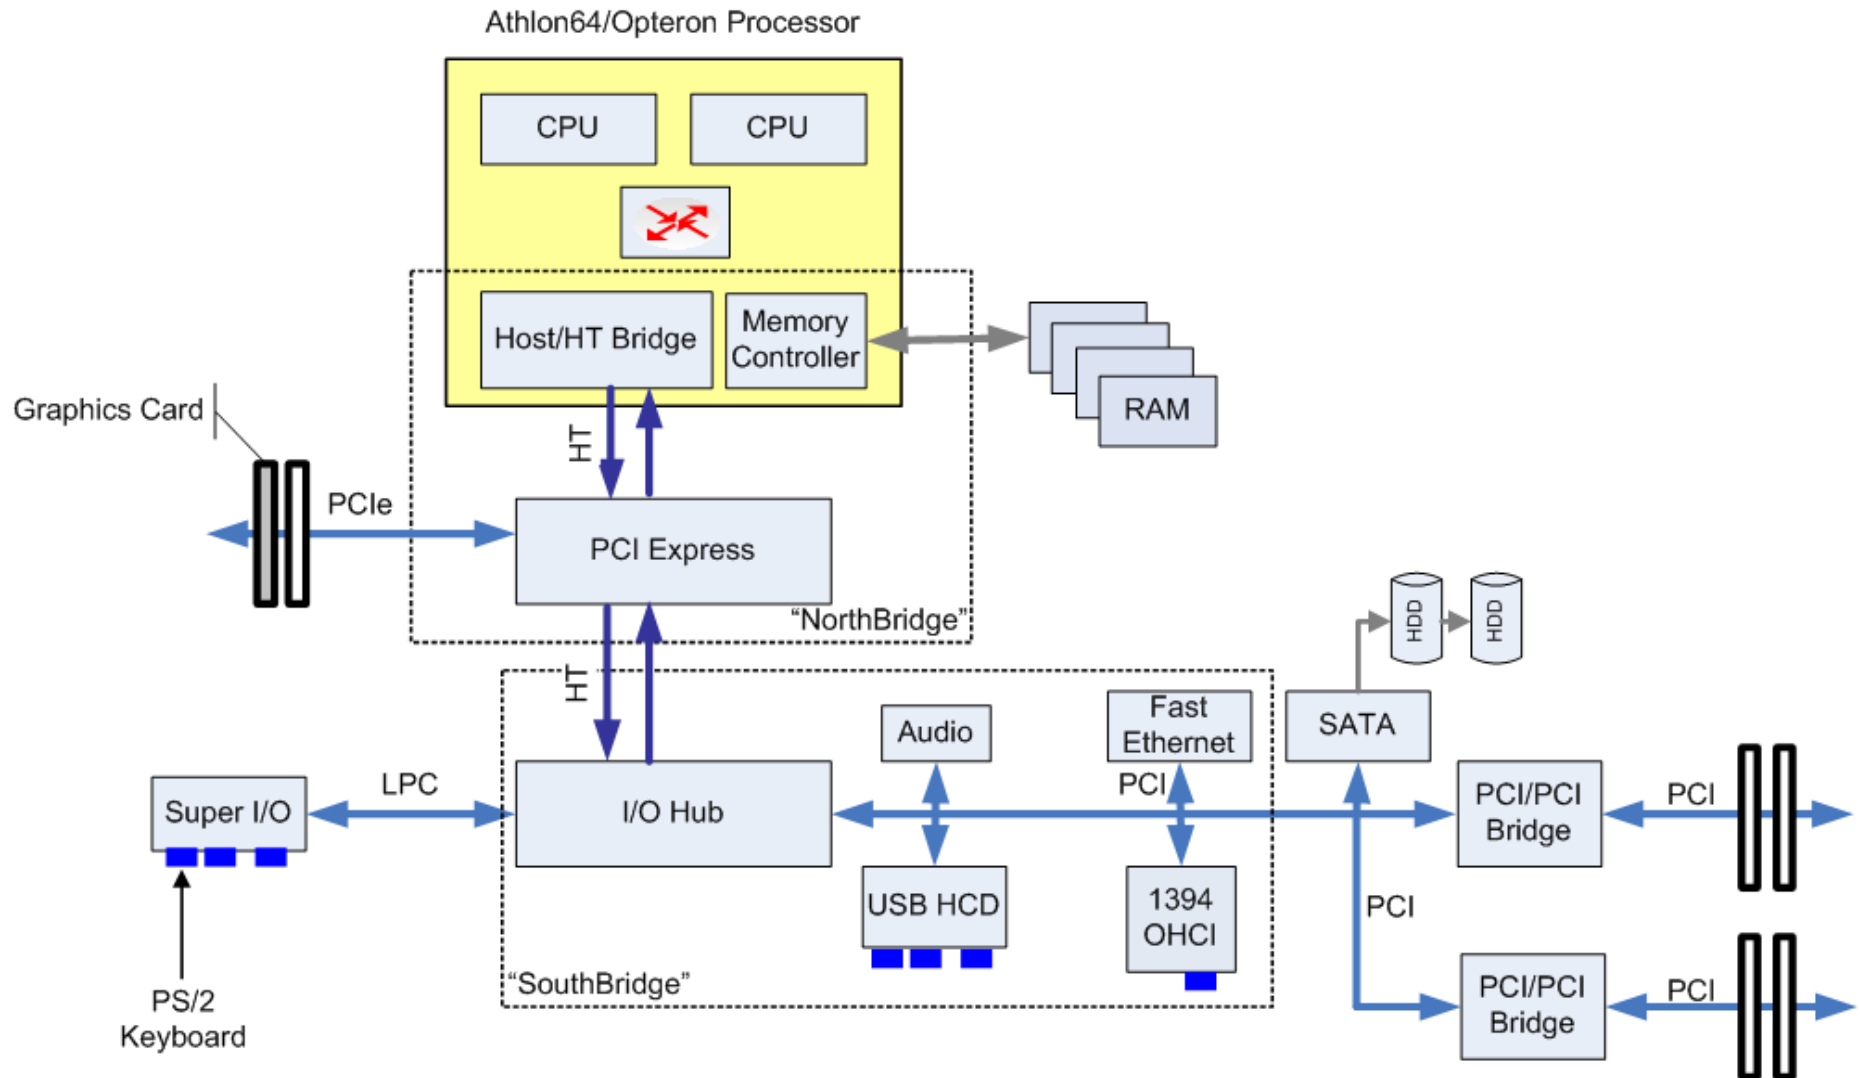 Athlon64/Opteron Processor
CPU
CPU
Host/HT Bridge
Memory
Controller
RAM
Graphics Card
HT
PCIe
PCI Express
“NorthBridge”
HDD
HDD
HT
Audio
Fast
Ethernet
SATA
LPC
PCI
Super I/O
I/O Hub
PCI/PCI
Bridge
PCI
USB HCD
1394
OHCI
PCI
“SouthBridge”
PS/2
Keyboard
PCI/PCI
Bridge
PCI